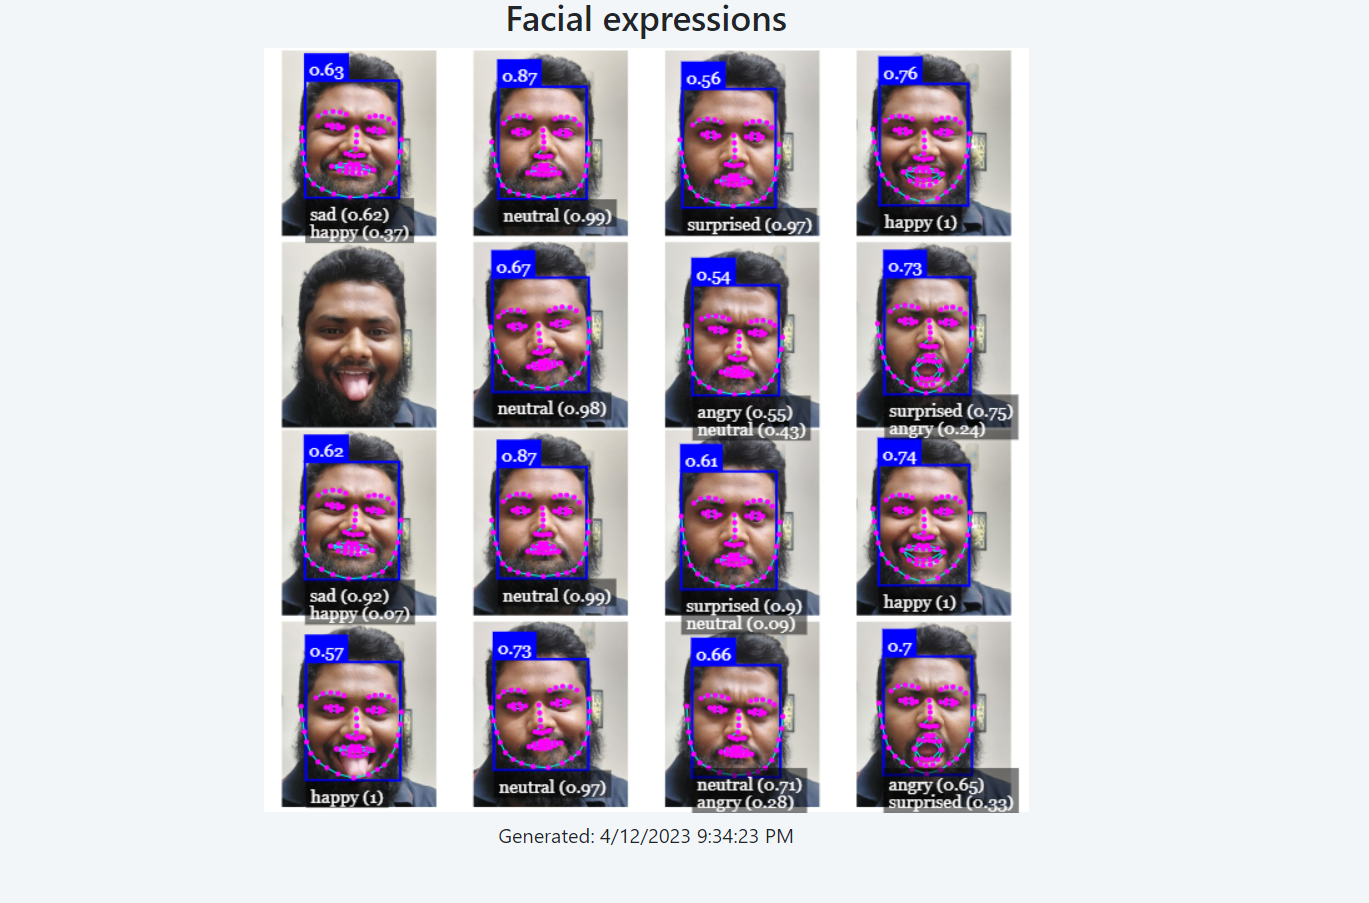 Facial expressions
0.63
0.87
0.56
0.76
sad (0.62)
happy (0.37)
neutral (0.99)
surprised (0.97)
happy (1)
0.67
0.54
0.73
neutral (0.98)
angry (0.55)
neutral (0.43)
surprised (0.75)
angry (0.24)
0.62
0.87
0.61
0.74
sad (0.92)
happy (0.07)
neutral (0.99)
surprised (0.9)
neutral (0.09)
happy (1)
0.57
0.73
0.66
0.7
happy (1)
neutral (0.97)
neutral (0.71)
angry (0.28)
angry (0.65)
surprised (0.33)
Generated: 4/12/2023 9:34:23 PM